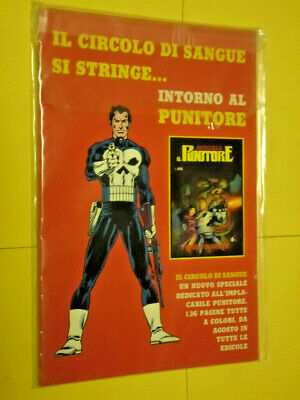 IL CIRCOLO DI SANGUE
SI STRINGE...
INTORNO AL
PUNITORE
SPECIALE
IL PUNITORE
IL CIRCOLO DI SANGUE
UN NUOVO SPECIALE
DEDICATO ALL'IMPLA-
CABILE PUNITORE.
136 PAGINE TUTTE
A COLORI. DA
AGOSTO IN
TUTTE LE
EDICOLE